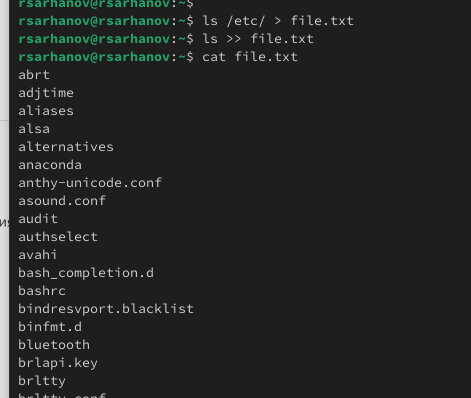 rsarhanov@rsarhanov:~$
rsarhanov@rsarhanov:~$ ls /etc/ > file.txt
rsarhanov@rsarhanov:~$ ls >> file.txt
rsarhanov@rsarhanov:~$ cat file.txt
abrt
adjtime
aliases
alsa
alternatives
anaconda
anthy-unicode.conf
asound.conf
audit
authselect
avahi
bash_completion.d
bashrc
bindresvport.blacklist
binfmt.d
bluetooth
brlapi.key
brltty
brltty.conf